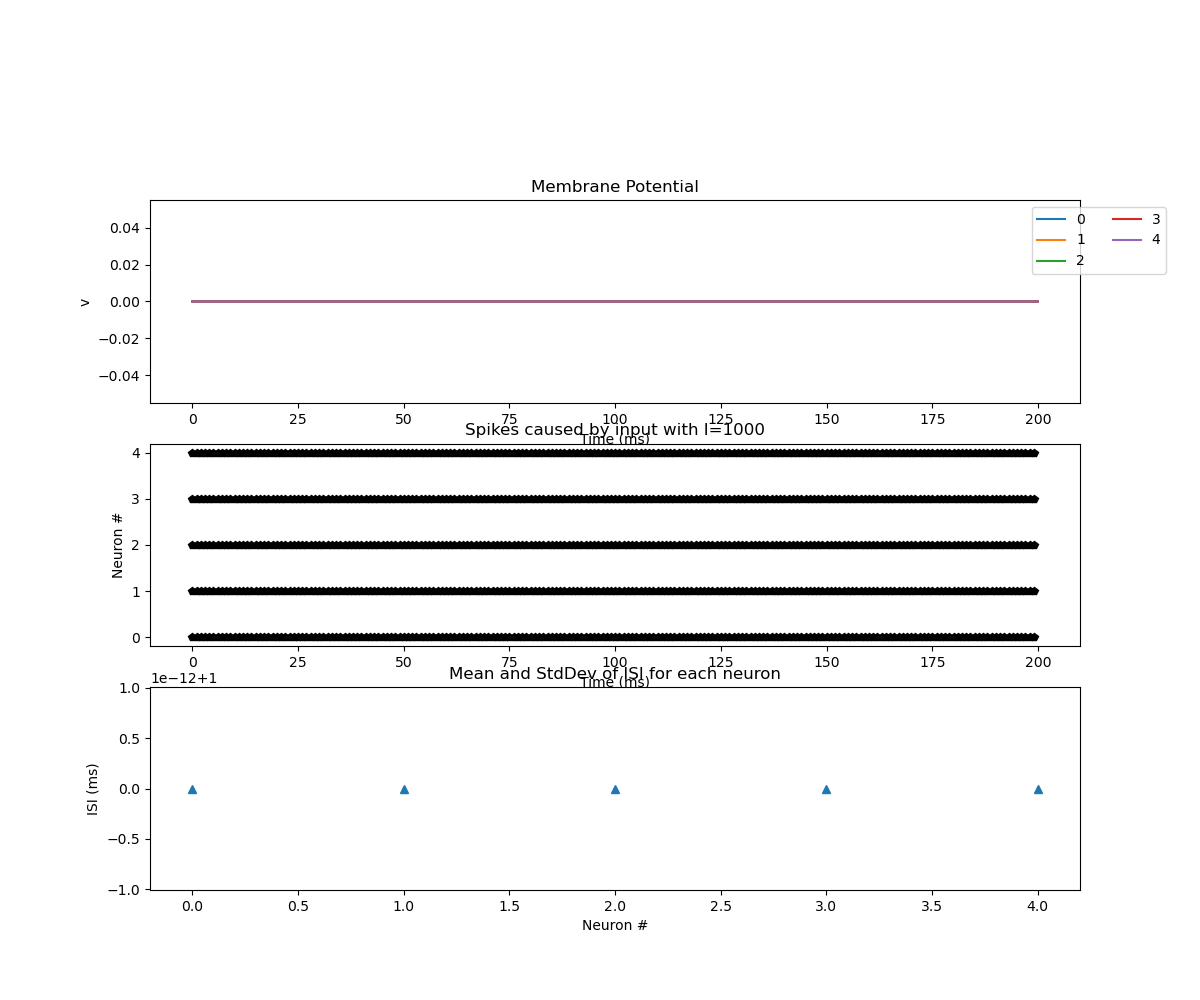 Membrane Potential
0.04
0.02
0.00
−0.02
−0.04
v
0 3
1 4
2
0 25 50 75 100 125 150 175 200
Time (ms)
Spikes caused by input with I=1000
4
3
2
1
0
Neuron #
0 25 50 75 100 125 150 175 200
Time (ms)
Mean and StdDev of ISI for each neuron
1e−12+1
1.0
0.5
0.0
−0.5
−1.0
ISI (ms)
0.0 0.5 1.0 1.5 2.0 2.5 3.0 3.5 4.0
Neuron #